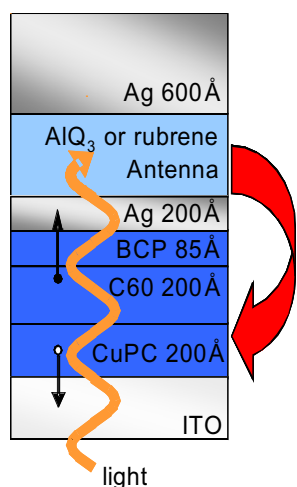 Ag 600Å
AlQ₃ or rubrene
Antenna
Ag 200Å
BCP 85Å
C60 200Å
CuPC 200Å
ITO
light